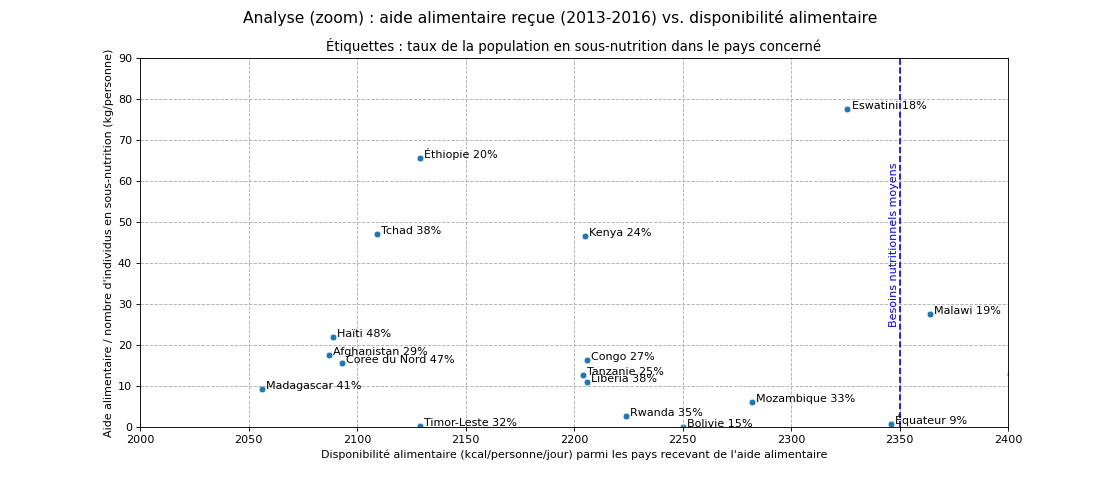 Analyse (zoom) : aide alimentaire reçue (2013-2016) vs. disponibilité alimentaire
Étiquettes : taux de la population en sous-nutrition dans le pays concerné
Aide alimentaire / nombre d'individus en sous-nutrition (kg/personne)
90
80
70
60
50
40
30
20
10
0
Eswatini 18%
Éthiopie 20%
Tchad 38%
Kenya 24%
Besoins nutritionnels moyens
Malawi 19%
Haïti 48%
Afghanistan 29%
Corée du Nord 47%
Congo 27%
Tanzanie 25%
Libéria 38%
Madagascar 41%
Mozambique 33%
Rwanda 35%
Timor-Leste 32%
Bolivie 15%
Équateur 9%
2000 2050 2100 2150 2200 2250 2300 2350 2400
Disponibilité alimentaire (kcal/personne/jour) parmi les pays recevant de l'aide alimentaire